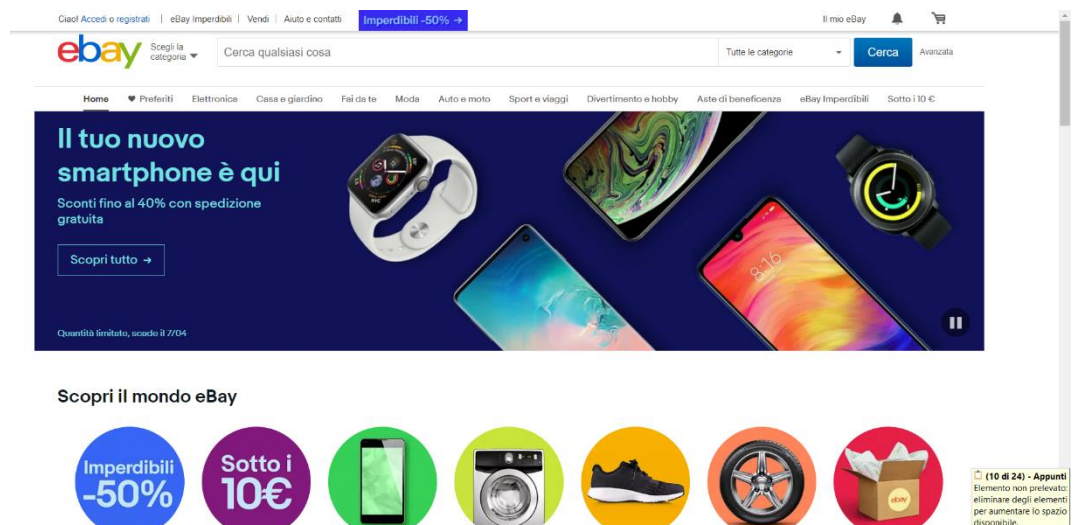 Ciao! Accedi o registrati | eBay Imperdibili | Vendi | Aiuto e contatti Imperdibili -50% → Il mio eBay
ebay Scegli la categoria Cerca qualsiasi cosa Tutte le categorie Cerca Avanzata
Home Preferiti Elettronica Casa e giardino Fai da te Moda Auto e moto Sport e viaggi Divertimento e hobby Aste di beneficenza eBay Imperdibili Sotto i 10 €
Il tuo nuovo
smartphone è qui
Sconti fino al 40% con spedizione
gratuita
Scopri tutto →
Quantità limitate, scade il 7/04
8:16
NYC
Scopri il mondo eBay
Imperdibili
-50%
Sotto i
10€
ebay
(10 di 24) - Appunti
Elemento non prelevato:
eliminare degli elementi
per aumentare lo spazio
disponibile.